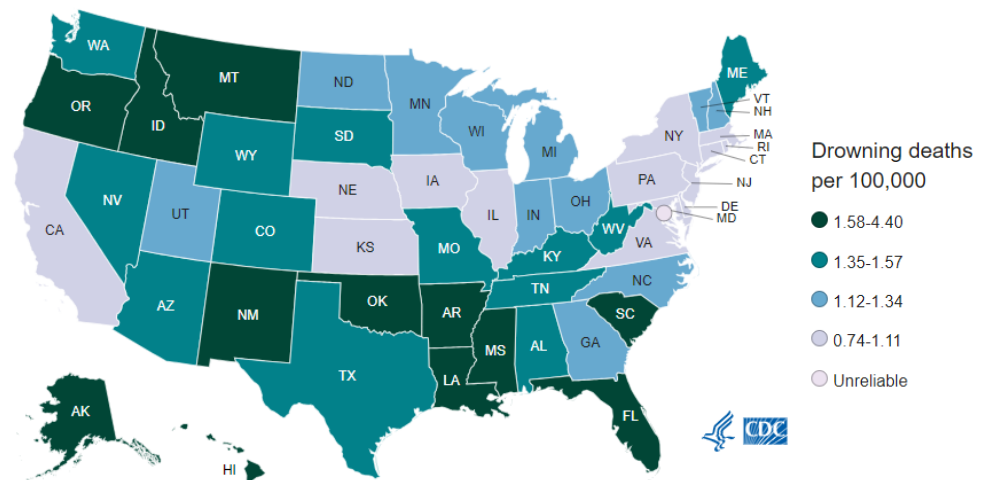 WA
MT
ME
ND
VT
OR
MN
NH
ID
SD
WI
NY
MA
WY
MI
RI
CT
IA
PA
NJ
NE
NV
OH
IL
IN
DE
UT
MD
CO
WV
CA
VA
KS
MO
KY
NC
TN
AZ
OK
NM
AR
SC
MS
AL
GA
TX
LA
AK
FL
HI
Drowning deaths
per 100,000
1.58-4.40
1.35-1.57
1.12-1.34
0.74-1.11
Unreliable
CDC